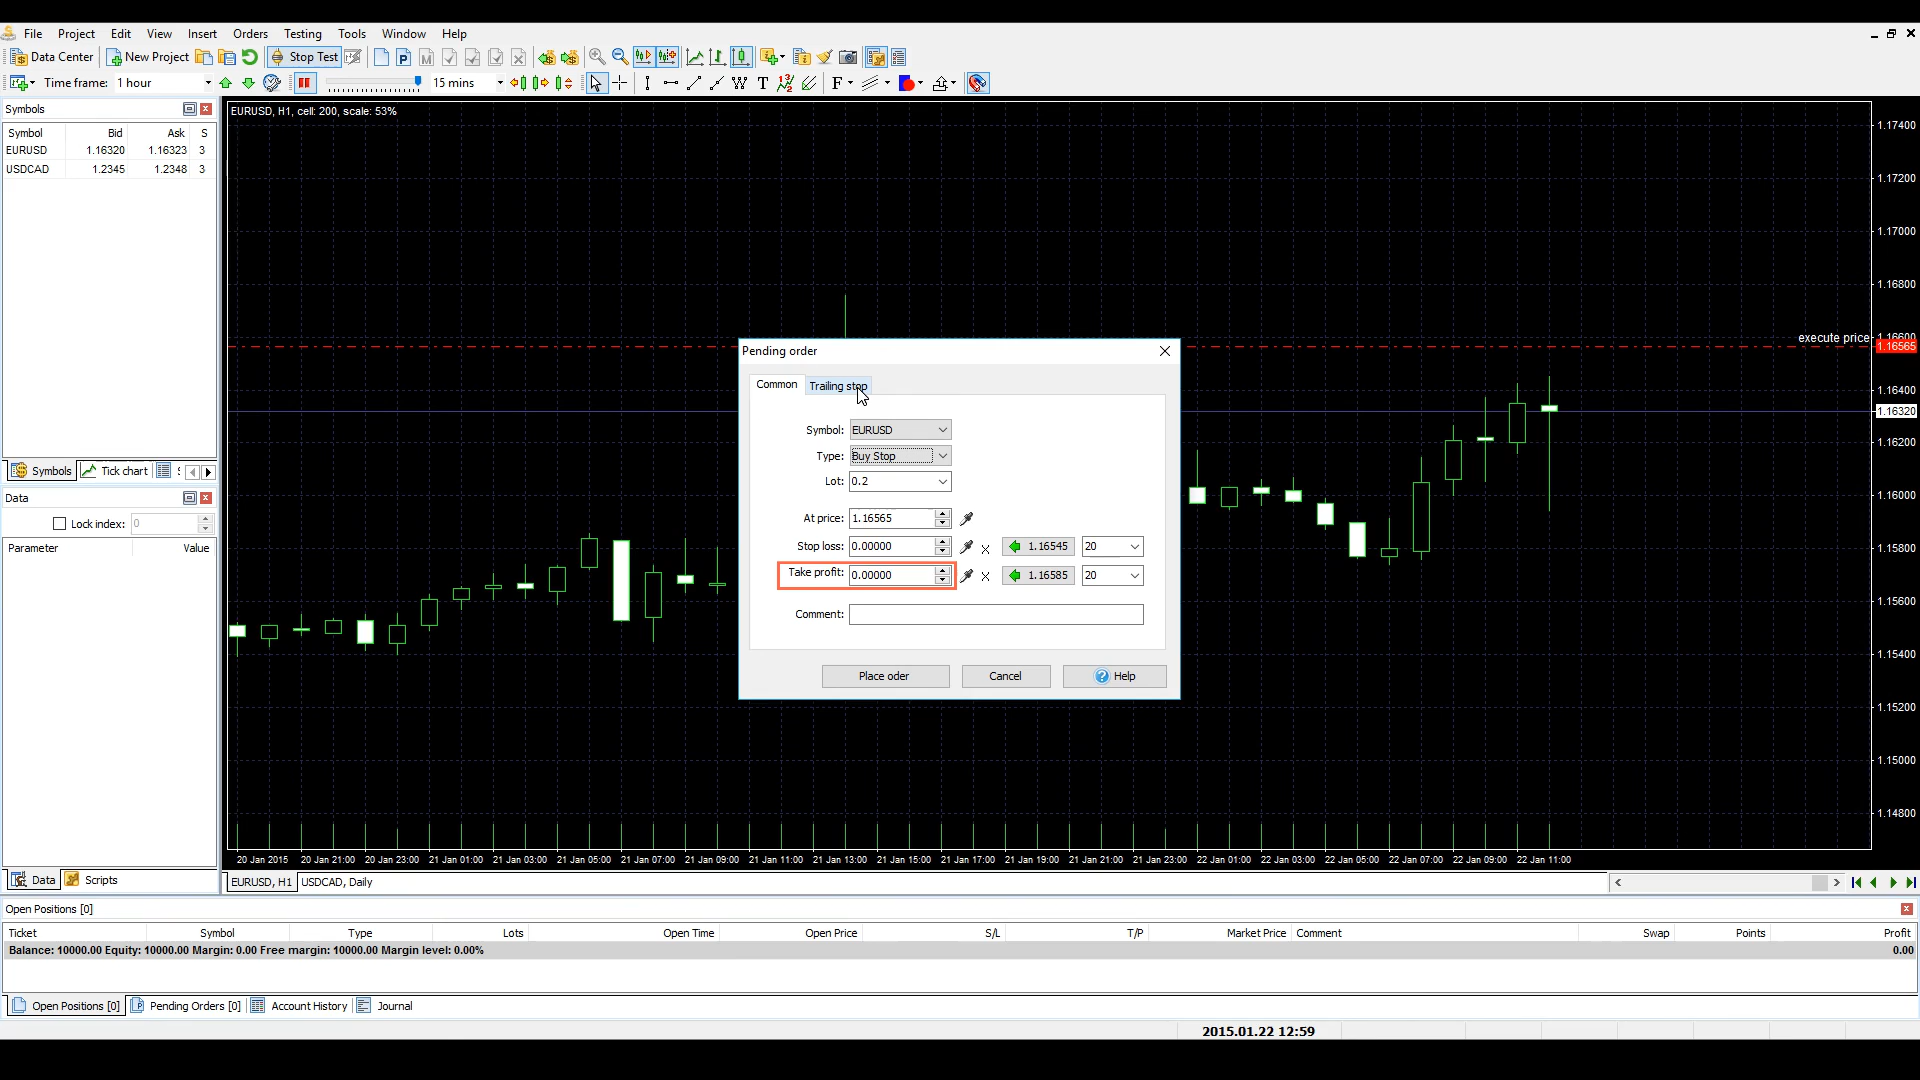 File Project Edit View Insert Orders Testing Tools Window Help
Data Center New Project Stop Test
Time frame: 1 hour 15 mins
Symbols
Symbol Bid Ask S
EURUSD 1.16320 1.16323 3
USDCAD 1.2345 1.2348 3
Symbols Tick chart
Data
Lock index: 0
Parameter Value
Data Scripts
EURUSD, H1, cell: 200, scale: 53%
1.17400
1.17200
1.17000
1.16800
1.16600
execute price
1.16565
1.16400
1.16320
1.16200
1.16000
1.15800
1.15600
1.15400
1.15200
1.15000
1.14800
Pending order
Common Trailing stop
Symbol: EURUSD
Type: Buy Stop
Lot: 0.2
At price: 1.16565
Stop loss: 0.00000 x 1.16545 20
Take profit: 0.00000 x 1.16585 20
Comment:
Place oder Cancel Help
20 Jan 2015 20 Jan 21:00 20 Jan 23:00 21 Jan 01:00 21 Jan 03:00 21 Jan 05:00 21 Jan 07:00 21 Jan 09:00 21 Jan 11:00 21 Jan 13:00 21 Jan 15:00 21 Jan 17:00 21 Jan 19:00 21 Jan 21:00 21 Jan 23:00 22 Jan 01:00 22 Jan 03:00 22 Jan 05:00 22 Jan 07:00 22 Jan 09:00 22 Jan 11:00
EURUSD, H1 USDCAD, Daily
Open Positions [0]
Ticket Symbol Type Lots Open Time Open Price S/L T/P Market Price Comment Swap Points Profit
Balance: 10000.00 Equity: 10000.00 Margin: 0.00 Free margin: 10000.00 Margin level: 0.00% 0.00
Open Positions [0] Pending Orders [0] Account History Journal
2015.01.22 12:59